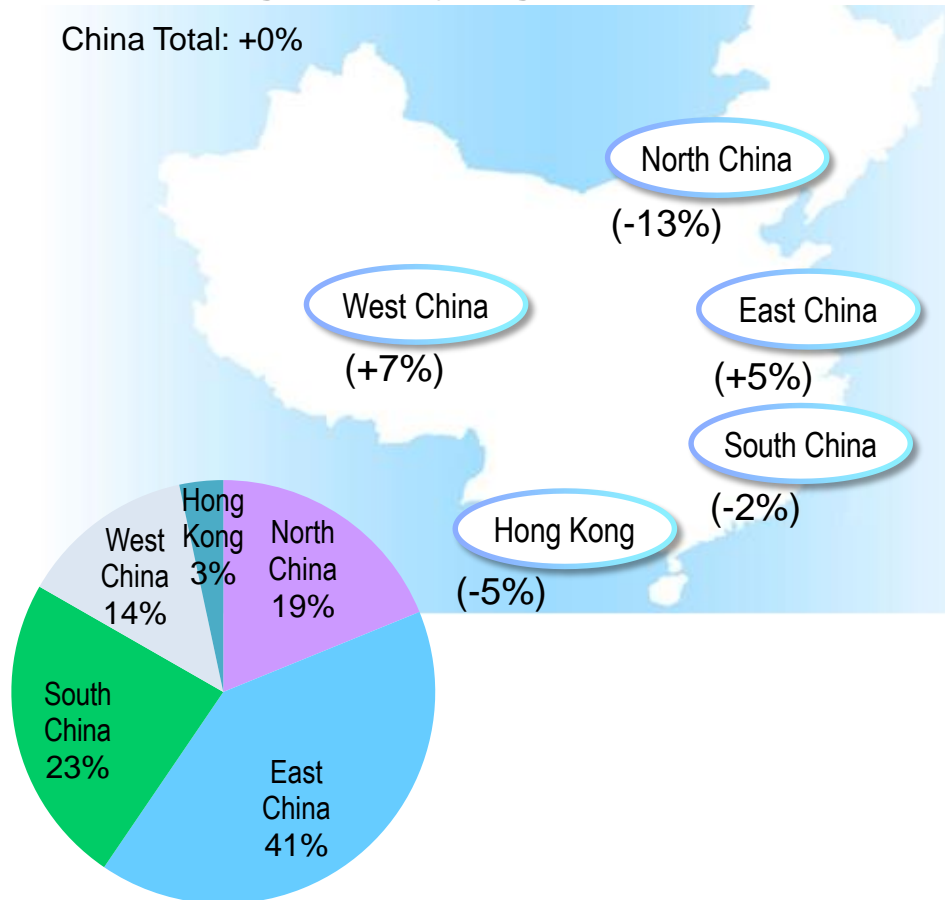 China Total: +0%
North China
(-13%)
West China
(+7%)
East China
(+5%)
South China
(-2%)
Hong Kong
(-5%)
Hong
Kong
3%
North
China
19%
West
China
14%
South
China
23%
East
China
41%